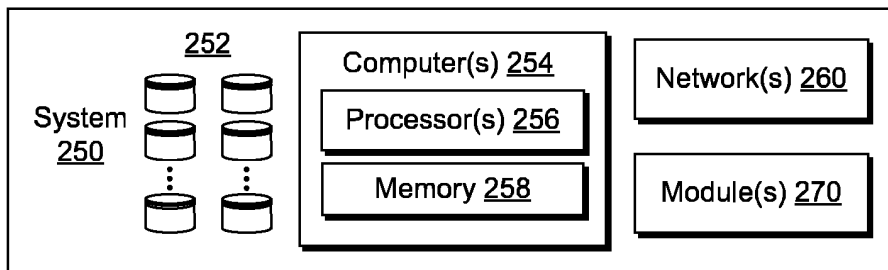 252
System
250
Computer(s) 254
Processor(s) 256
Memory 258
Network(s) 260
Module(s) 270